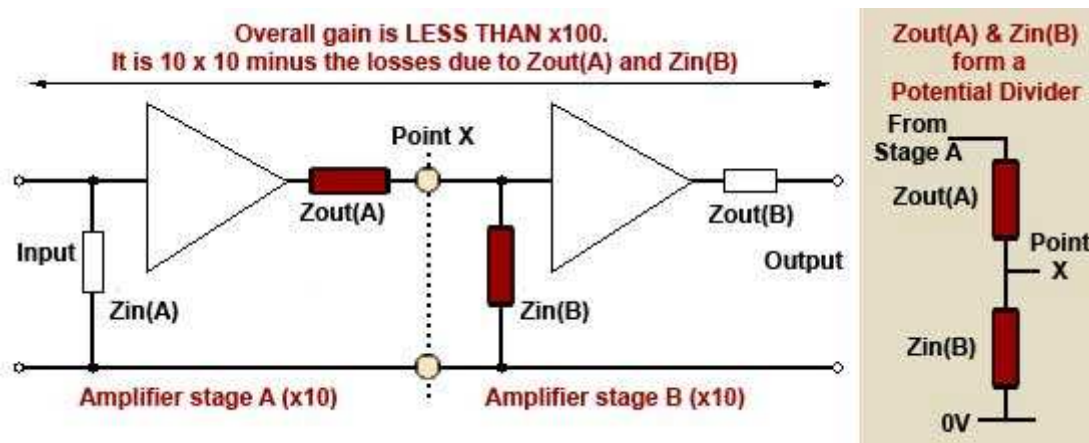 Overall gain is LESS THAN x100.
It is 10 x 10 minus the losses due to Zout(A) and Zin(B)
Point X
Zout(A)
Zout(B)
Input
Output
Zin(A)
Zin(B)
Amplifier stage A (x10)
Amplifier stage B (x10)
Zout(A) & Zin(B)
form a
Potential Divider
From
Stage A
Zout(A)
Point
X
Zin(B)
0V